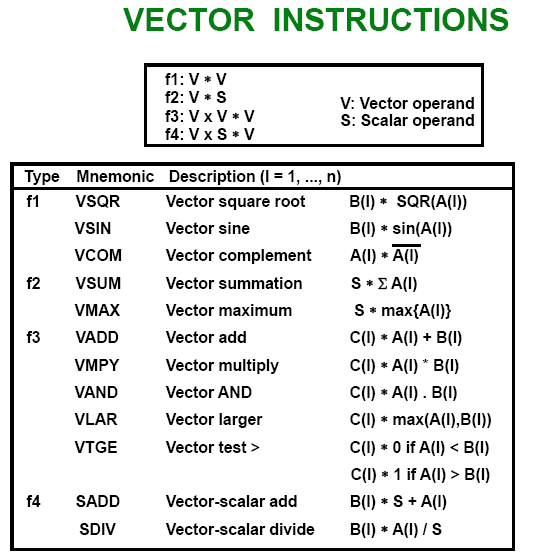 VECTOR INSTRUCTIONS
f1: V * V
f2: V * S
f3: V x V * V
f4: V x S * V
V: Vector operand
S: Scalar operand
Type Mnemonic Description (I = 1, ..., n)
f1 VSQR Vector square root B(I) * SQR(A(I))
VSIN Vector sine B(I) * sin(A(I))
VCOM Vector complement A(I) * A̅(̅I̅)̅
f2 VSUM Vector summation S * Σ A(I)
VMAX Vector maximum S * max{A(I)}
f3 VADD Vector add C(I) * A(I) + B(I)
VMPY Vector multiply C(I) * A(I) * B(I)
VAND Vector AND C(I) * A(I) . B(I)
VLAR Vector larger C(I) * max(A(I),B(I))
VTGE Vector test > C(I) * 0 if A(I) < B(I)
C(I) * 1 if A(I) > B(I)
f4 SADD Vector-scalar add B(I) * S + A(I)
SDIV Vector-scalar divide B(I) * A(I) / S